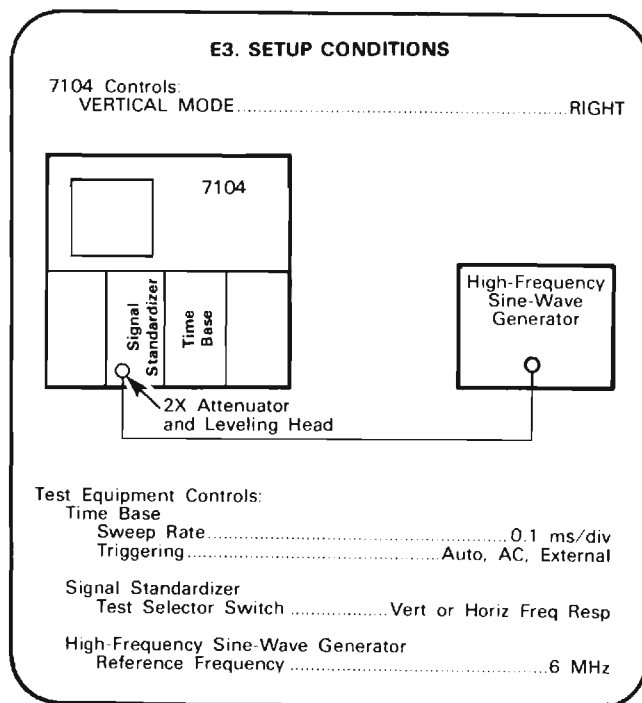 E3. SETUP CONDITIONS
7104 Controls:
VERTICAL MODE........................................................RIGHT
7104
Signal
Standardizer
Time
Base
High-Frequency
Sine-Wave
Generator
2X Attenuator
and Leveling Head
Test Equipment Controls:
Time Base
Sweep Rate....................................................0.1 ms/div
Triggering...........................................Auto, AC, External
Signal Standardizer
Test Selector Switch .................Vert or Horiz Freq Resp
High-Frequency Sine-Wave Generator
Reference Frequency ............................................6 MHz